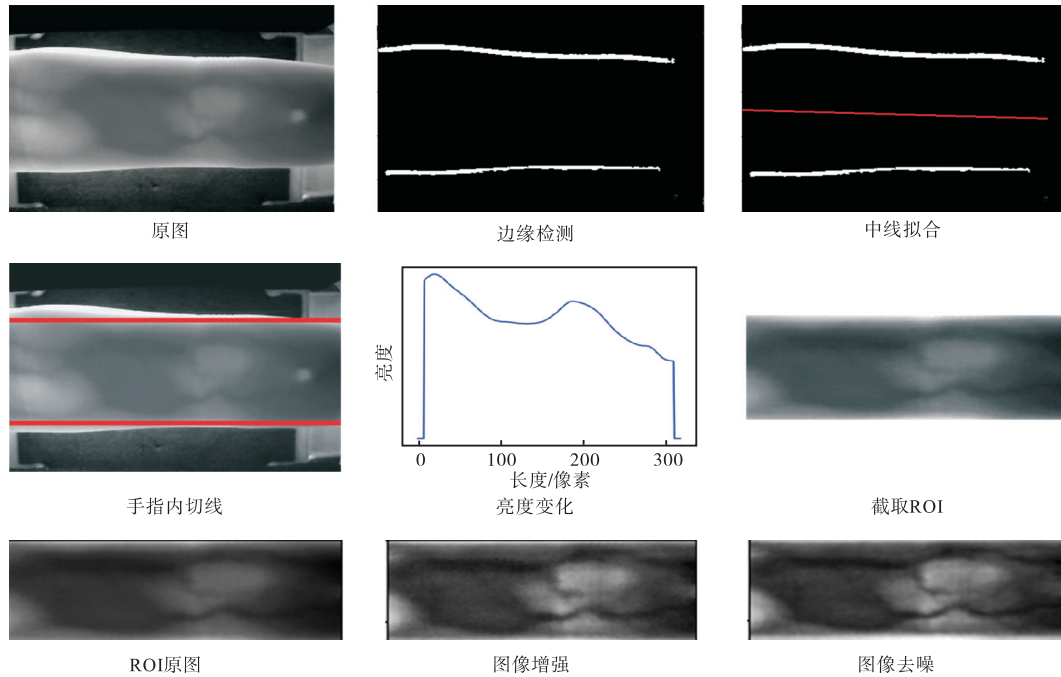 原图
边缘检测
中线拟合
亮度
0 100 200 300
长度/像素
手指内切线
亮度变化
截取ROI
ROI原图
图像增强
图像去噪